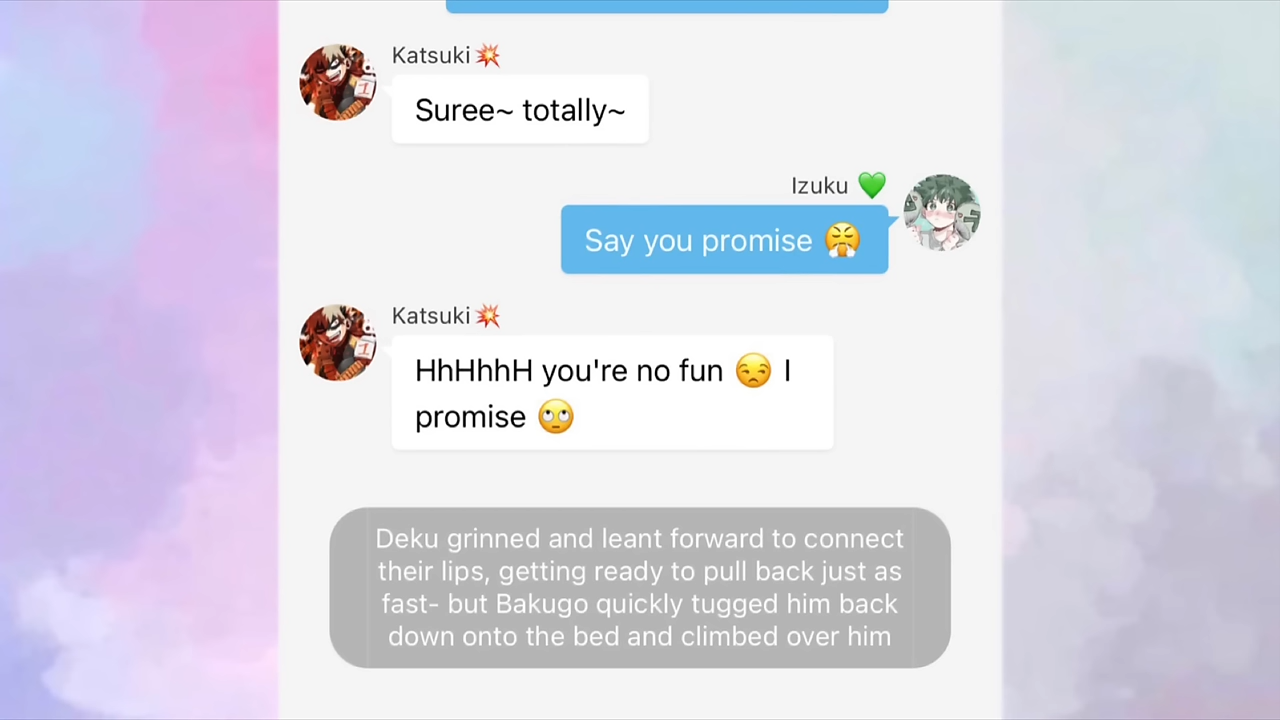 Katsuki💥
Suree~ totally~
Izuku 💚
Say you promise 😤
Katsuki💥
HhHhhH you're no fun 😒 I
promise 🙄
Deku grinned and leant forward to connect
their lips, getting ready to pull back just as
fast- but Bakugo quickly tugged him back
down onto the bed and climbed over him